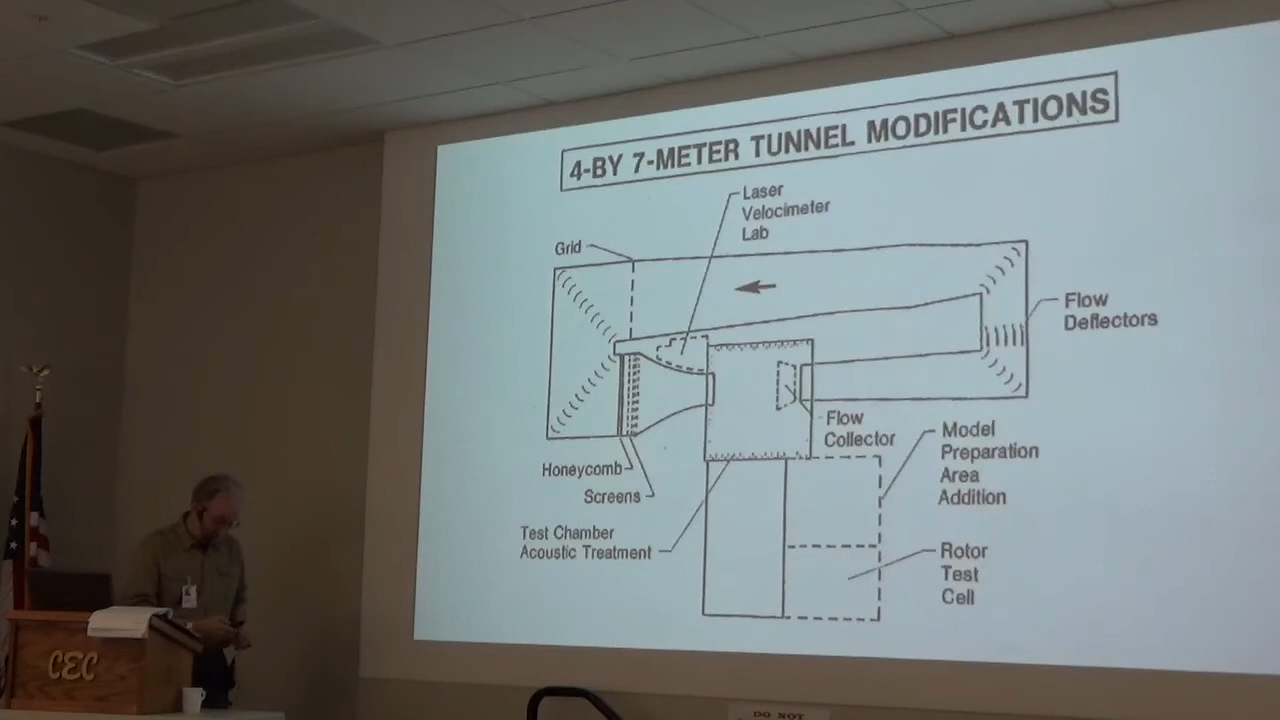 4-BY 7-METER TUNNEL MODIFICATIONS
Laser
Velocimeter
Lab
Grid
Flow
Deflectors
Flow
Collector
Model
Preparation
Area
Addition
Honeycomb
Screens
Test Chamber
Acoustic Treatment
Rotor
Test
Cell
CEC
DO NOT